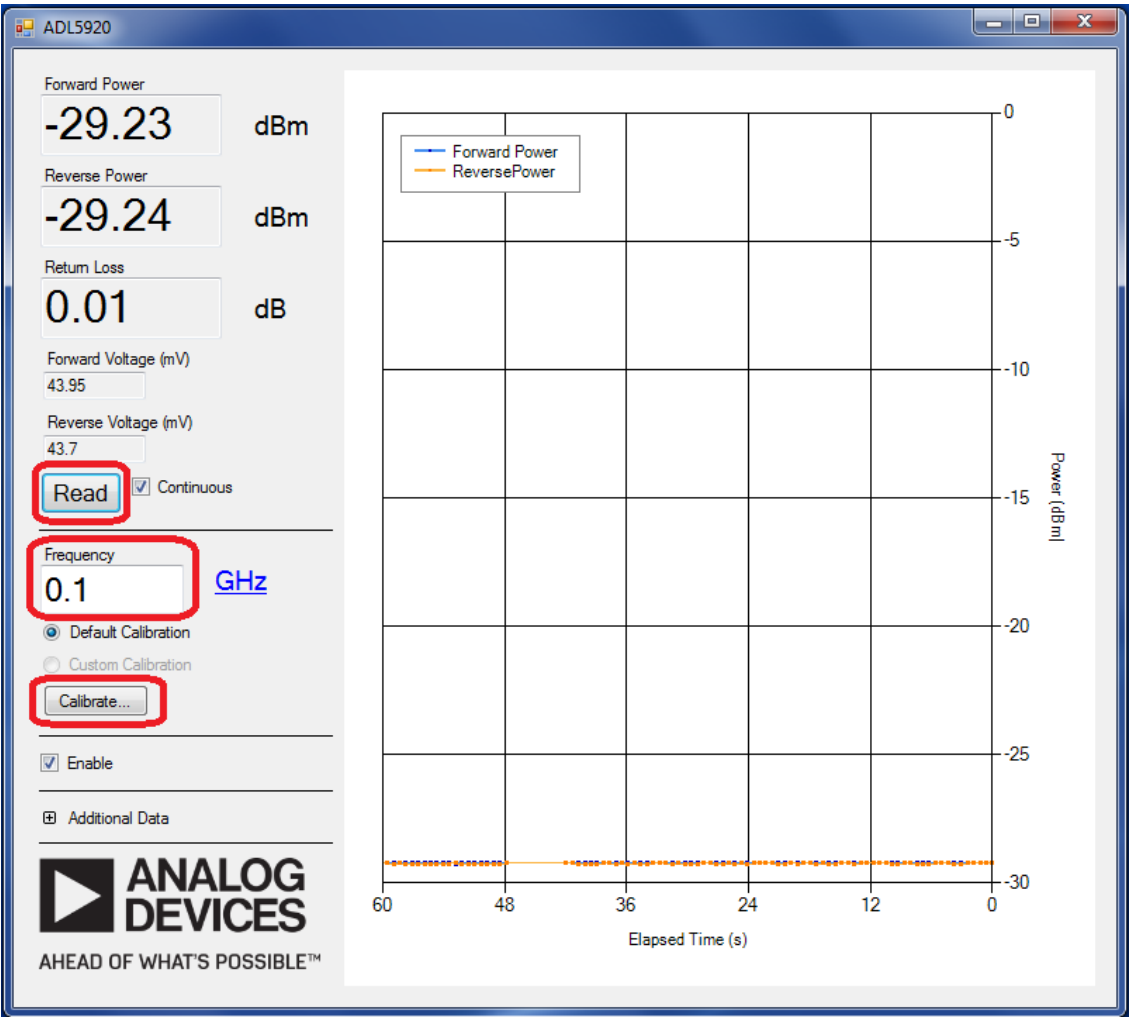 ADL5920
Forward Power
-29.23 dBm
Reverse Power
-29.24 dBm
Return Loss
0.01 dB
Forward Voltage (mV)
43.95
Reverse Voltage (mV)
43.7
Read Continuous
Frequency
0.1 GHz
Default Calibration
Custom Calibration
Calibrate...
Enable
Additional Data
ANALOG
DEVICES
AHEAD OF WHAT'S POSSIBLE™
Forward Power
ReversePower
0
-5
-10
-15
-20
-25
-30
Power (dBm)
60 48 36 24 12 0
Elapsed Time (s)